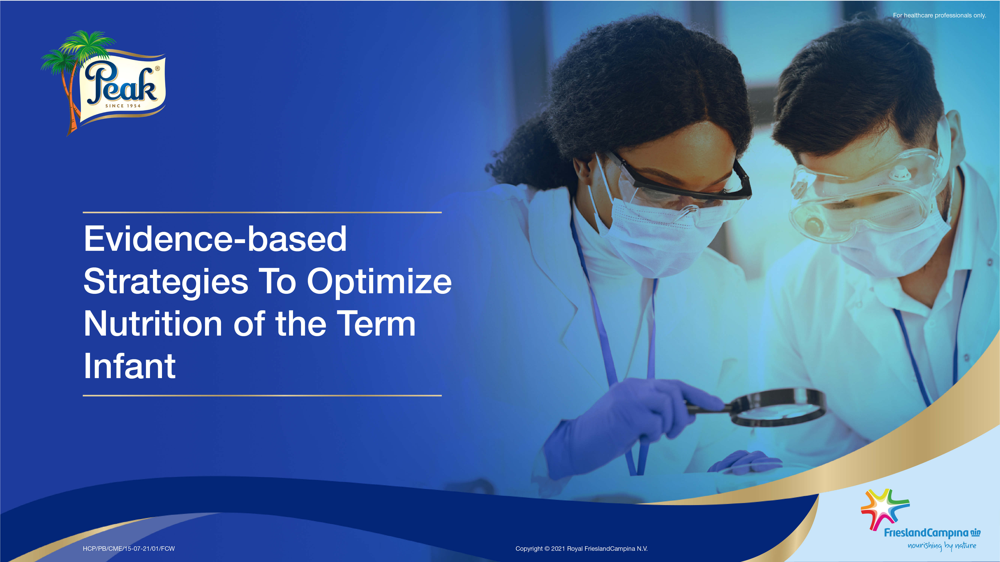 For healthcare professionals only.
Peak ®
SINCE 1954
Evidence-based
Strategies To Optimize
Nutrition of the Term
Infant
FrieslandCampina
nourishing by nature
HCP/PB/CME/15-07-21/01/FCW
Copyright © 2021 Royal FrieslandCampina N.V.